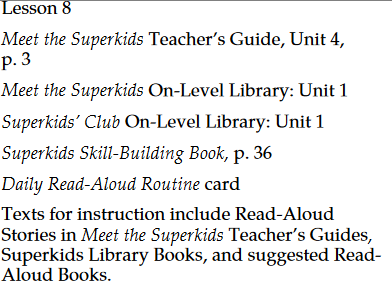 Lesson 8
Meet the Superkids Teacher’s Guide, Unit 4,
p. 3
Meet the Superkids On-Level Library: Unit 1
Superkids’ Club On-Level Library: Unit 1
Superkids Skill-Building Book, p. 36
Daily Read-Aloud Routine card
Texts for instruction include Read-Aloud
Stories in Meet the Superkids Teacher’s Guides,
Superkids Library Books, and suggested Read-
Aloud Books.